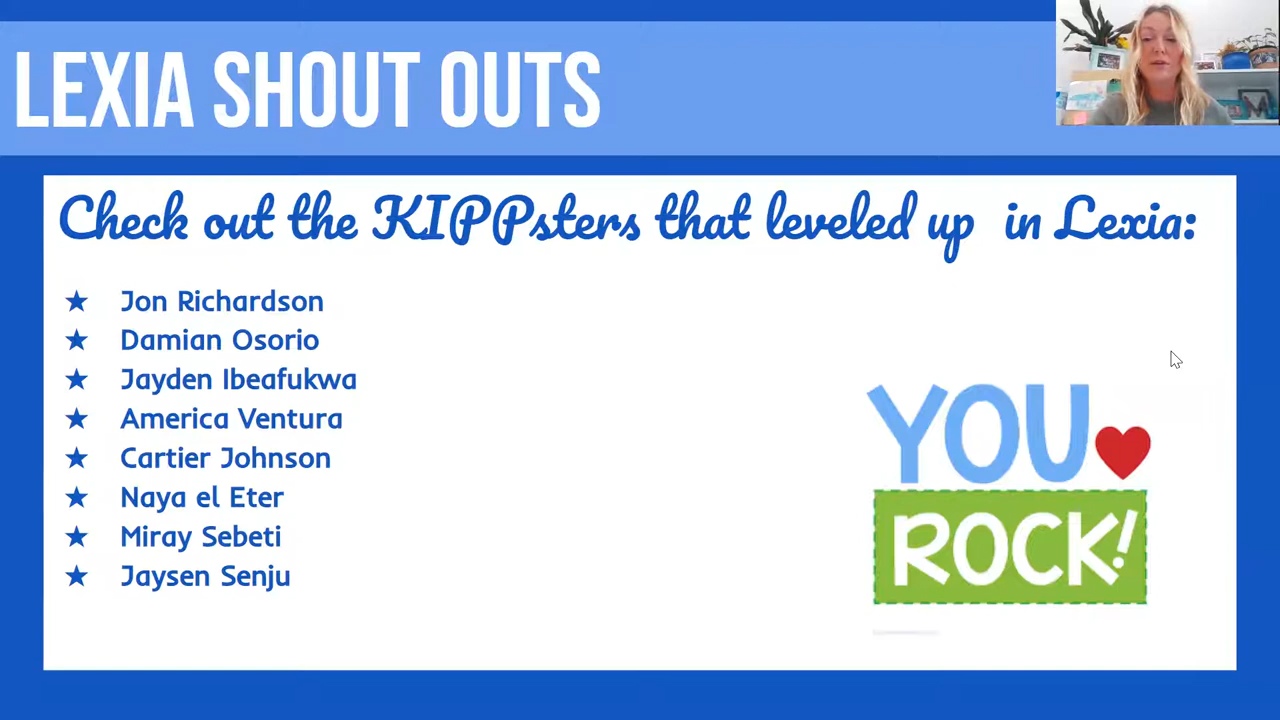 LEXIA SHOUT OUTS
Check out the KIPPsters that leveled up in Lexia:
★ Jon Richardson
★ Damian Osorio
★ Jayden Ibeafukwa
★ America Ventura
★ Cartier Johnson
★ Naya el Eter
★ Miray Sebeti
★ Jaysen Senju
YOU
ROCK!